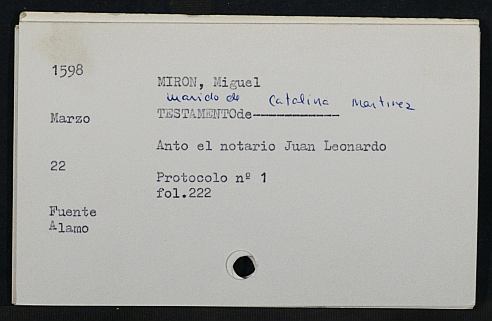 1598
MIRON, Miguel
marido de Catalina Martinez
Marzo
TESTAMENTOde-------------
Anto el notario Juan Leonardo
22
Protocolo nº 1
fol.222
Fuente
Alamo